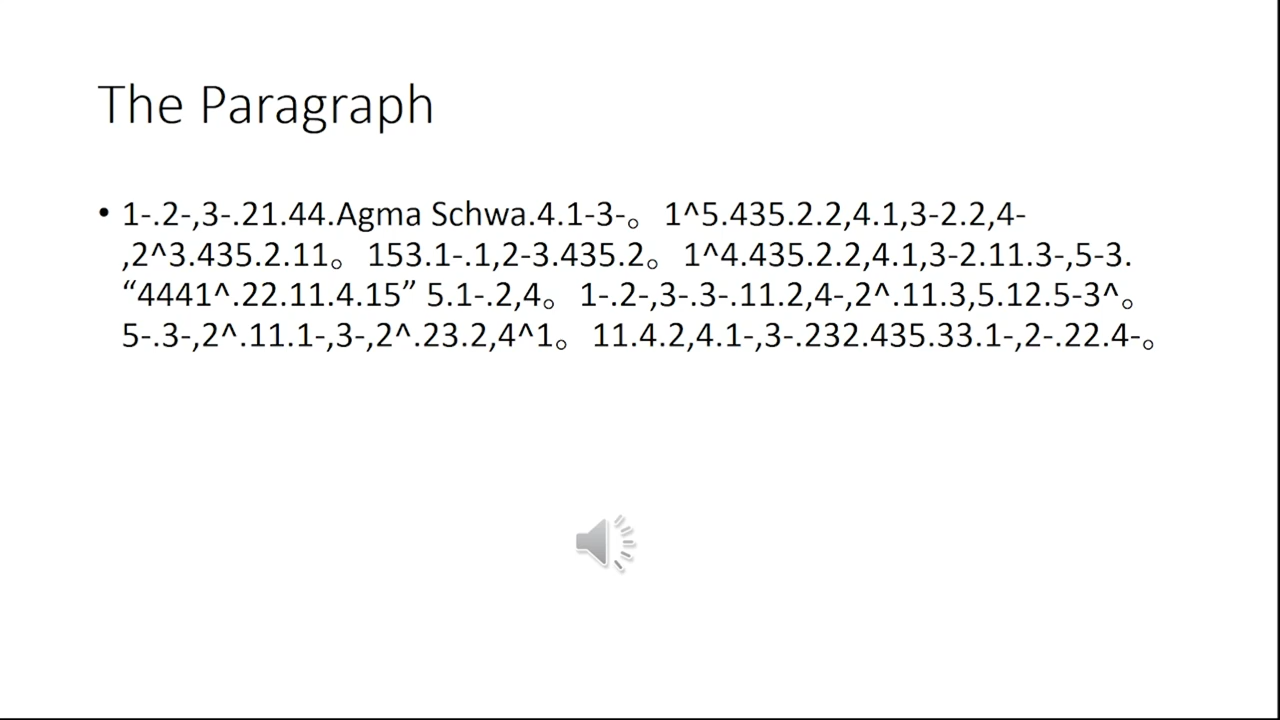 The Paragraph
• 1-.2-,3-.21.44.Agma Schwa.4.1-3-。 1^5.435.2.2,4.1,3-2.2,4-
,2^3.435.2.11。 153.1-.1,2-3.435.2。 1^4.435.2.2,4.1,3-2.11.3-,5-3.
“4441^.22.11.4.15” 5.1-.2,4。 1-.2-,3-.3-.11.2,4-,2^.11.3,5.12.5-3^。
5-.3-,2^.11.1-,3-,2^.23.2,4^1。 11.4.2,4.1-,3-.232.435.33.1-,2-.22.4-。